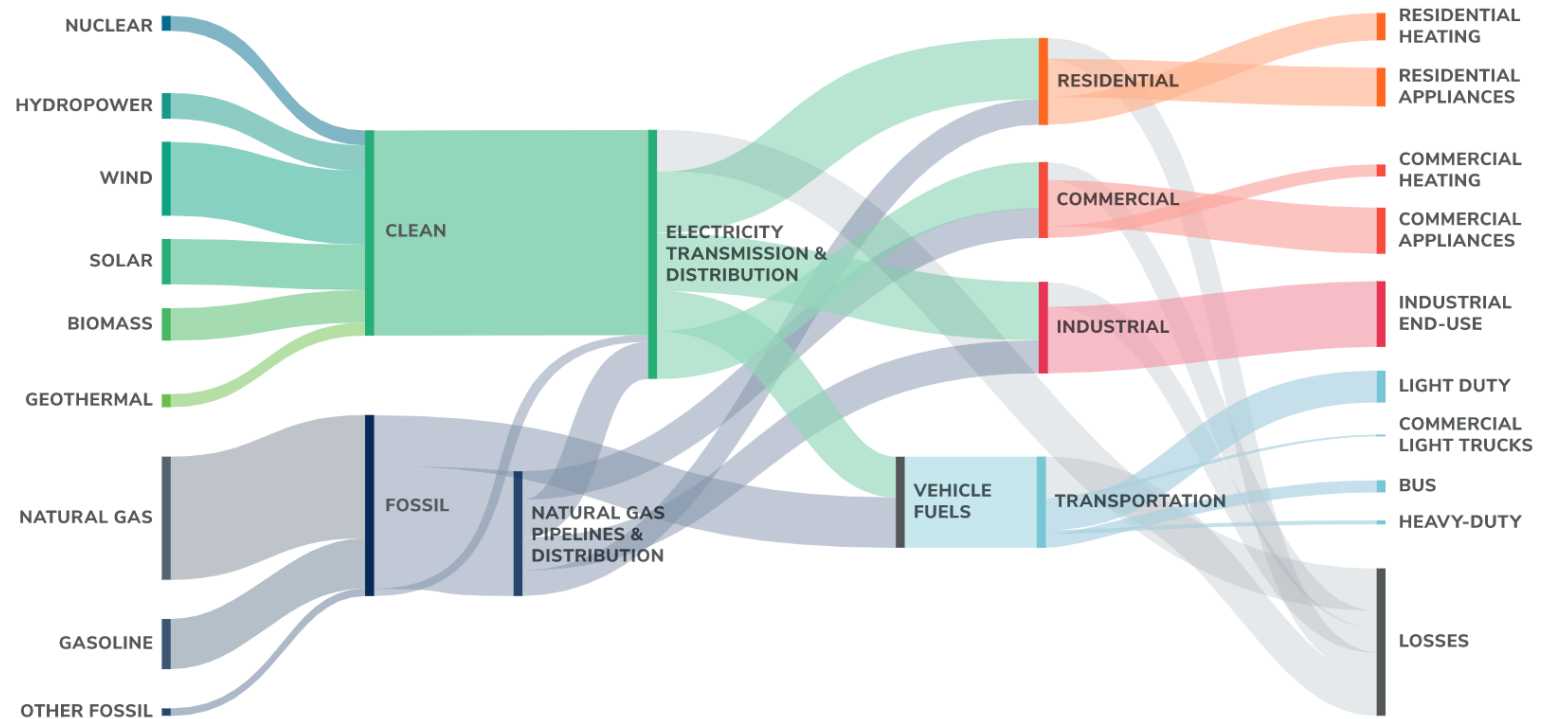 NUCLEAR
HYDROPOWER
WIND
SOLAR
BIOMASS
GEOTHERMAL
NATURAL GAS
GASOLINE
OTHER FOSSIL
CLEAN
FOSSIL
ELECTRICITY
TRANSMISSION &
DISTRIBUTION
NATURAL GAS
PIPELINES &
DISTRIBUTION
VEHICLE
FUELS
RESIDENTIAL
COMMERCIAL
INDUSTRIAL
TRANSPORTATION
RESIDENTIAL
HEATING
RESIDENTIAL
APPLIANCES
COMMERCIAL
HEATING
COMMERCIAL
APPLIANCES
INDUSTRIAL
END-USE
LIGHT DUTY
COMMERCIAL
LIGHT TRUCKS
BUS
HEAVY-DUTY
LOSSES